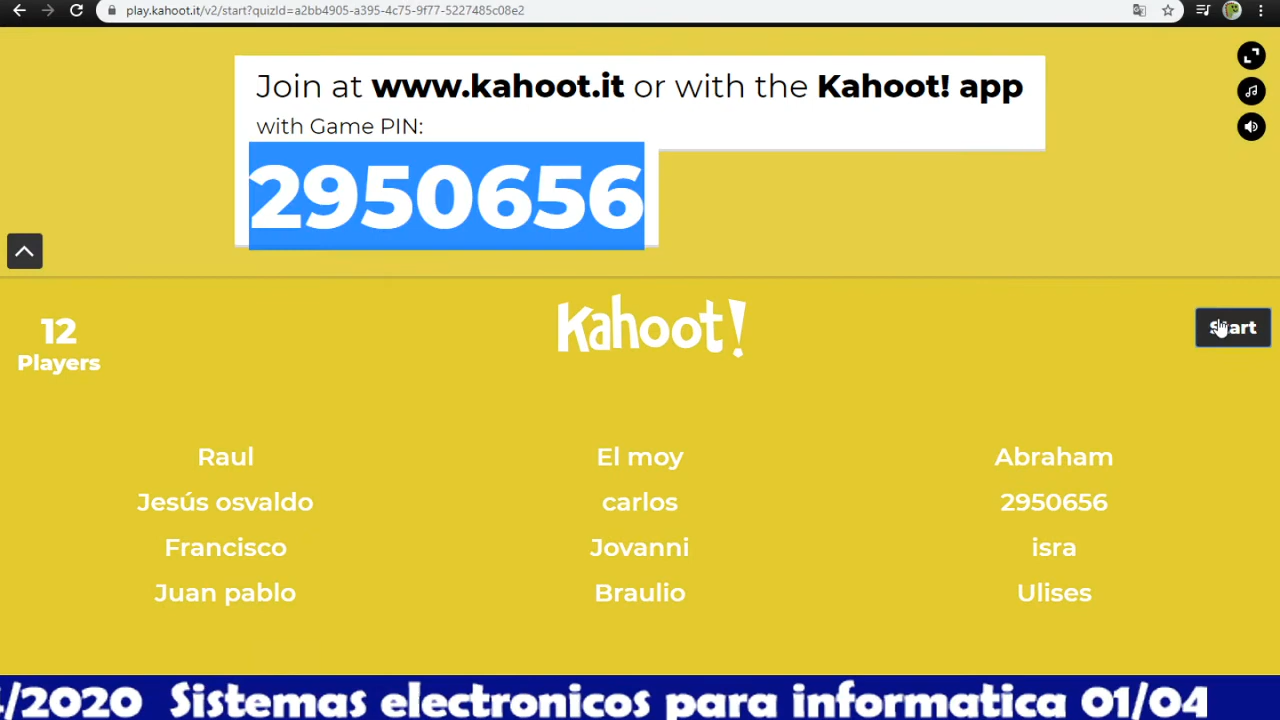 play.kahoot.it/v2/start?quizId=a2bb4905-a395-4c75-9f77-5227485c08e2
Join at www.kahoot.it or with the Kahoot! app
with Game PIN:
2950656
12
Players
Kahoot!
Start
Raul
El moy
Abraham
Jesús osvaldo
carlos
2950656
Francisco
Jovanni
isra
Juan pablo
Braulio
Ulises
/2020 Sistemas electronicos para informatica 01/04